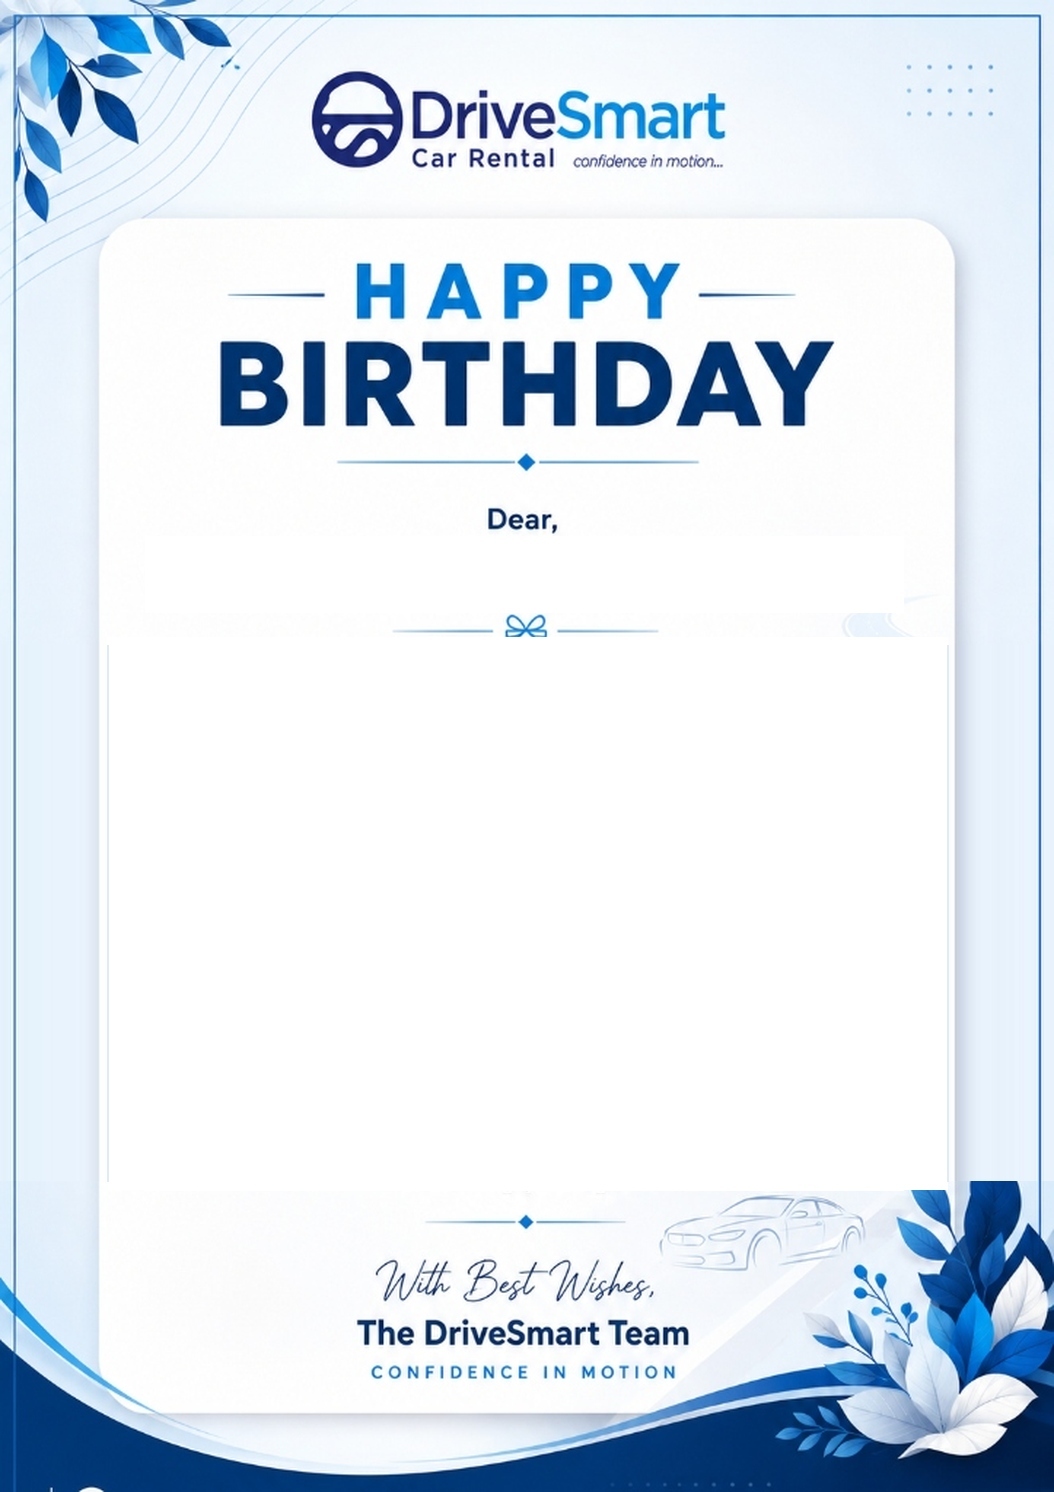 DriveSmart
Car Rental confidence in motion...
HAPPY
BIRTHDAY
Dear,
With Best Wishes,
The DriveSmart Team
CONFIDENCE IN MOTION